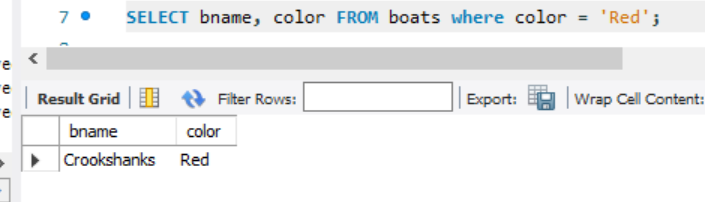 7 SELECT bname, color FROM boats where color = 'Red';
Result Grid Filter Rows: Export: Wrap Cell Content:
bname color
Crookshanks Red